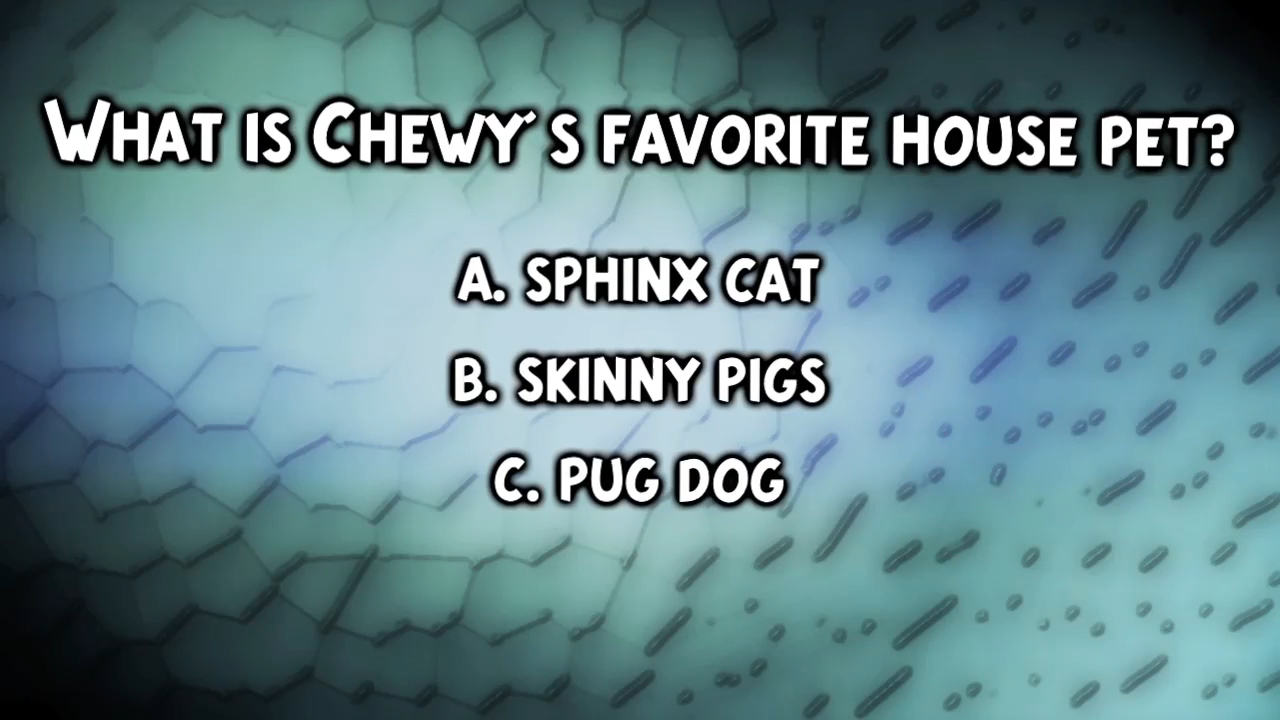 WHAT IS CHEWY´S FAVORITE HOUSE PET?
A. SPHINX CAT
B. SKINNY PIGS
C. PUG DOG